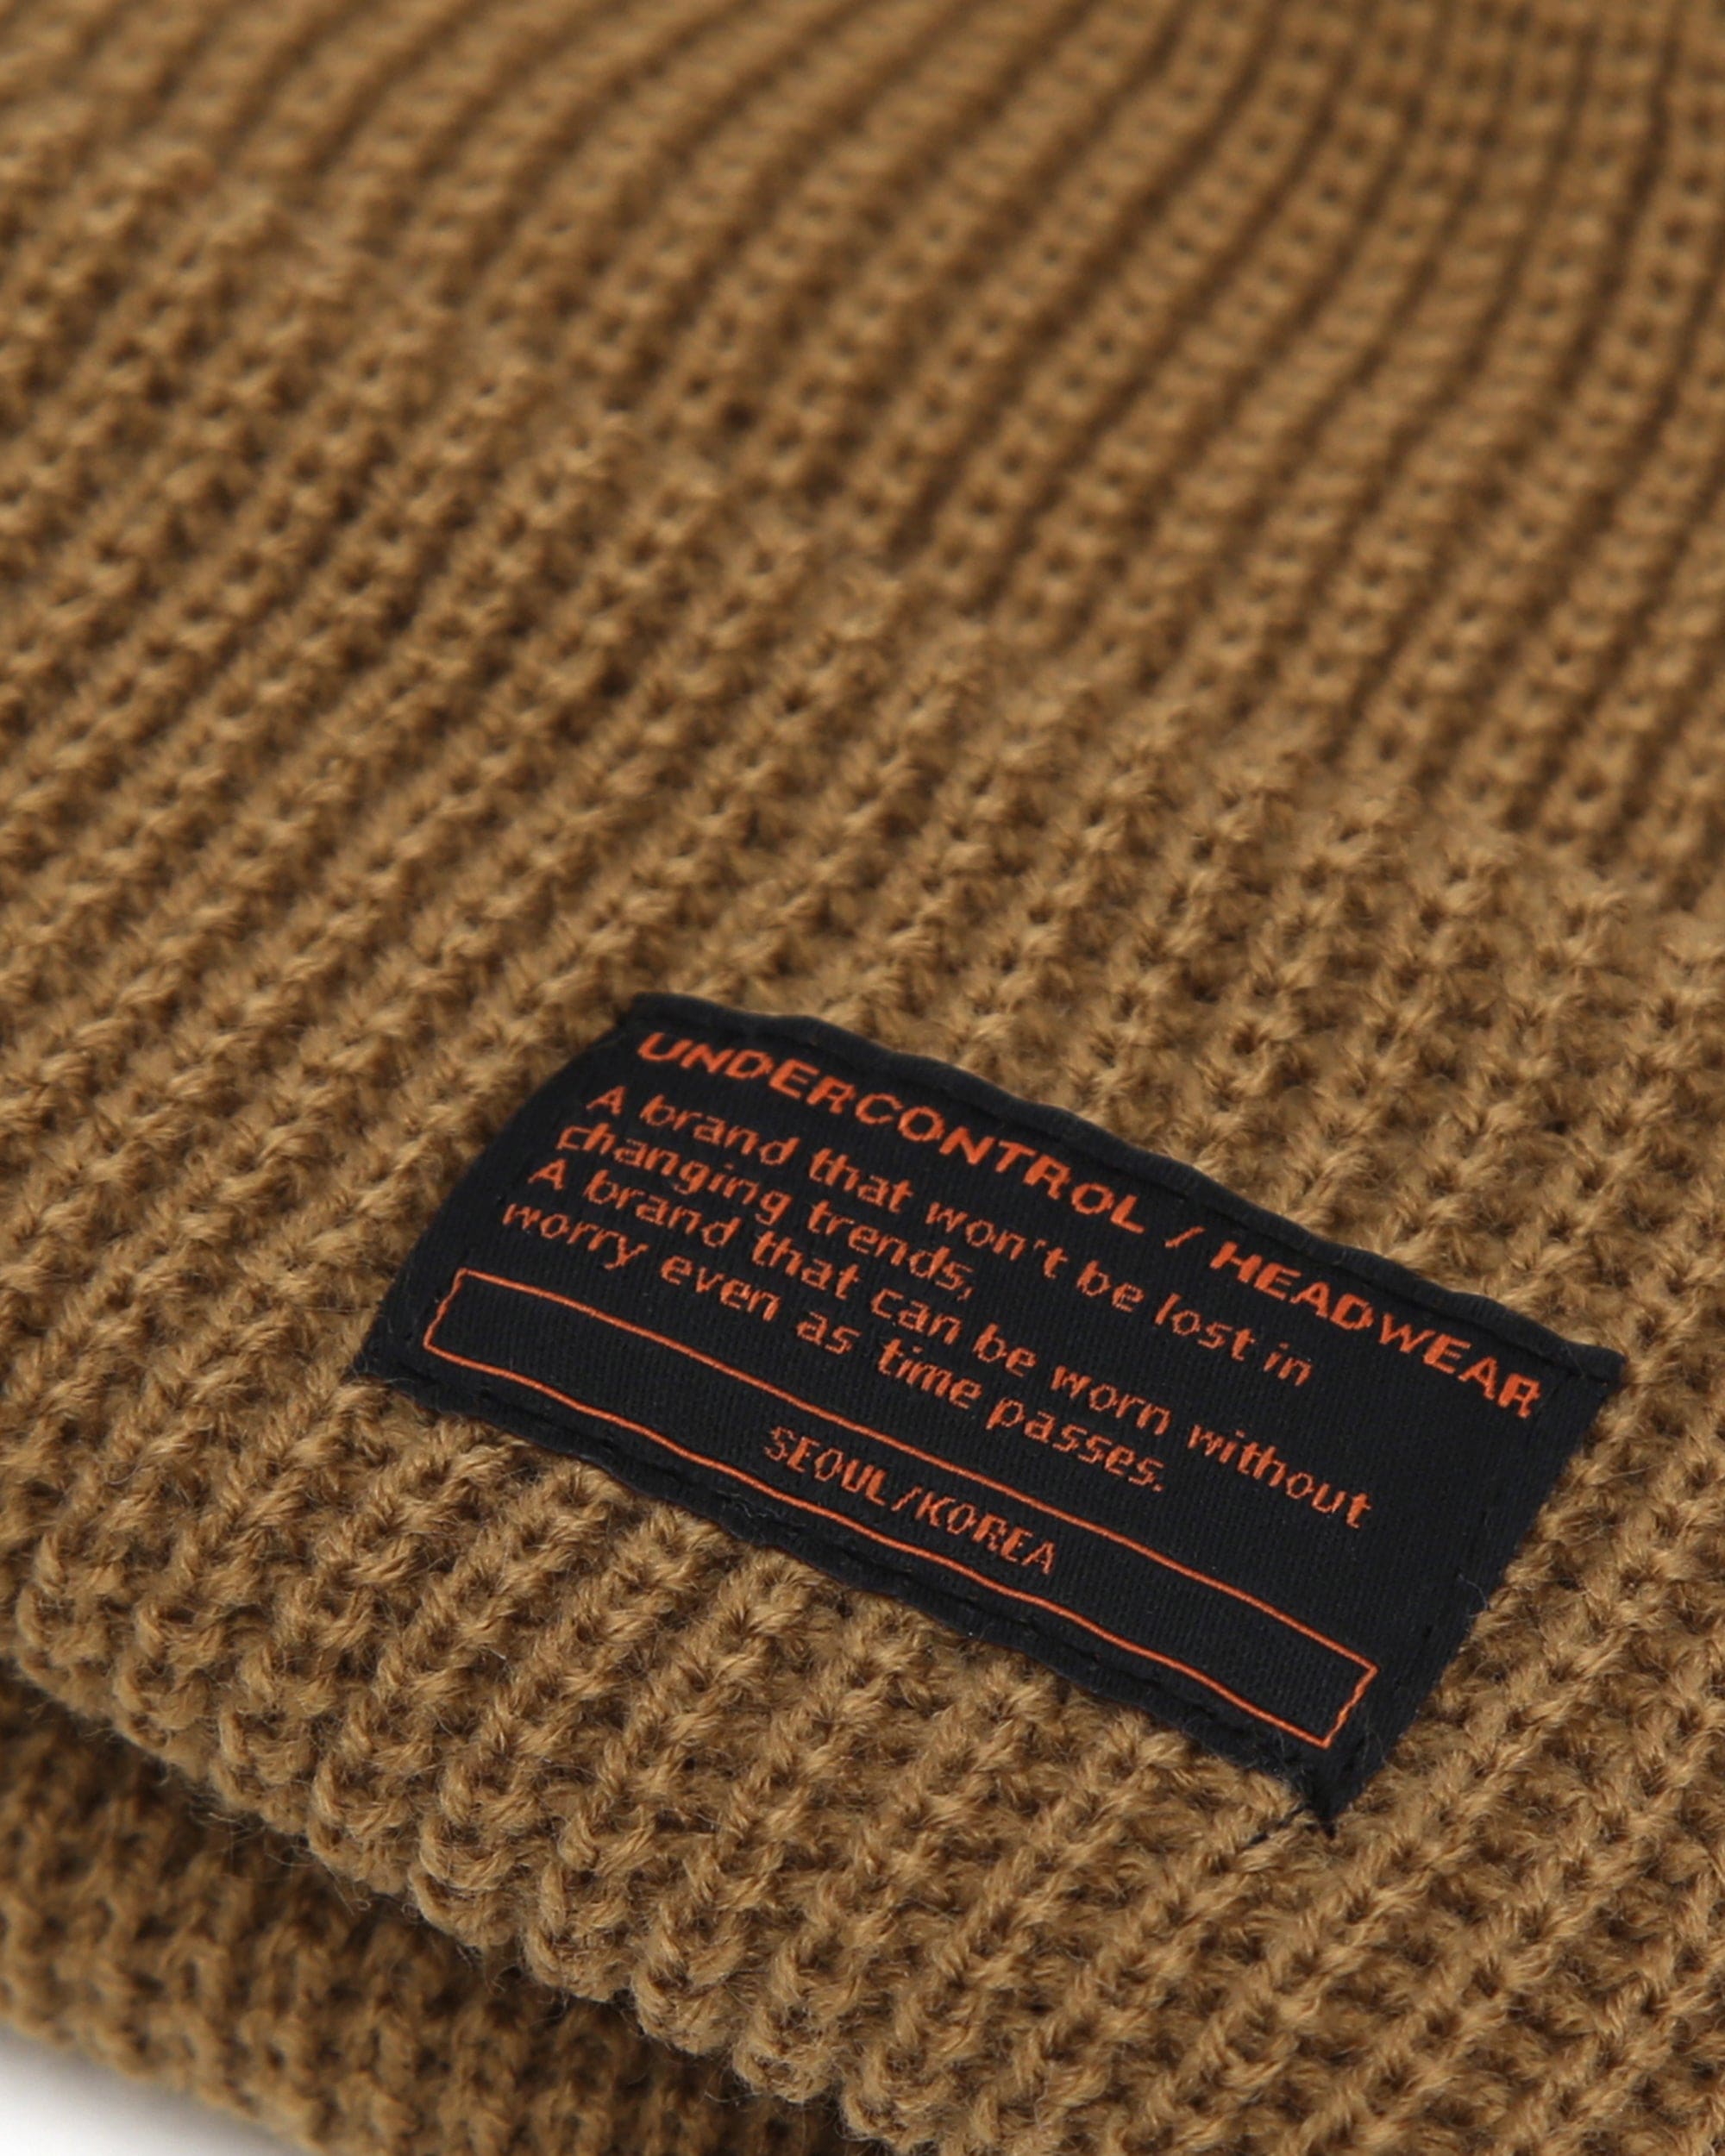 UNDERCONTROL / HEADWEAR
A brand that won't be lost in
changing trends,
A brand that can be worn without
worry even as time passes.
SEOUL/KOREA